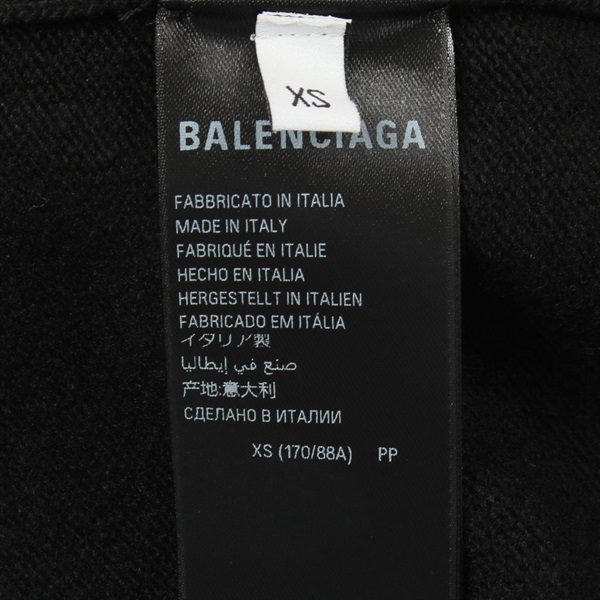 XS
BALENCIAGA
FABBRICATO IN ITALIA
MADE IN ITALY
FABRIQUÉ EN ITALIE
HECHO EN ITALIA
HERGESTELLT IN ITALIEN
FABRICADO EM ITÁLIA
イタリア製
صنع في إيطاليا
产地:意大利
СДЕЛАНО В ИТАЛИИ
XS (170/88A) PP